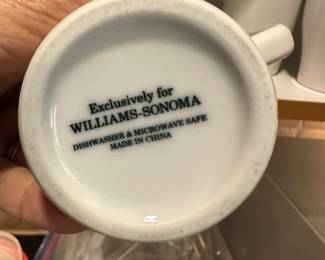 Exclusively for
WILLIAMS-SONOMA
DISHWASHER & MICROWAVE SAFE
MADE IN CHINA